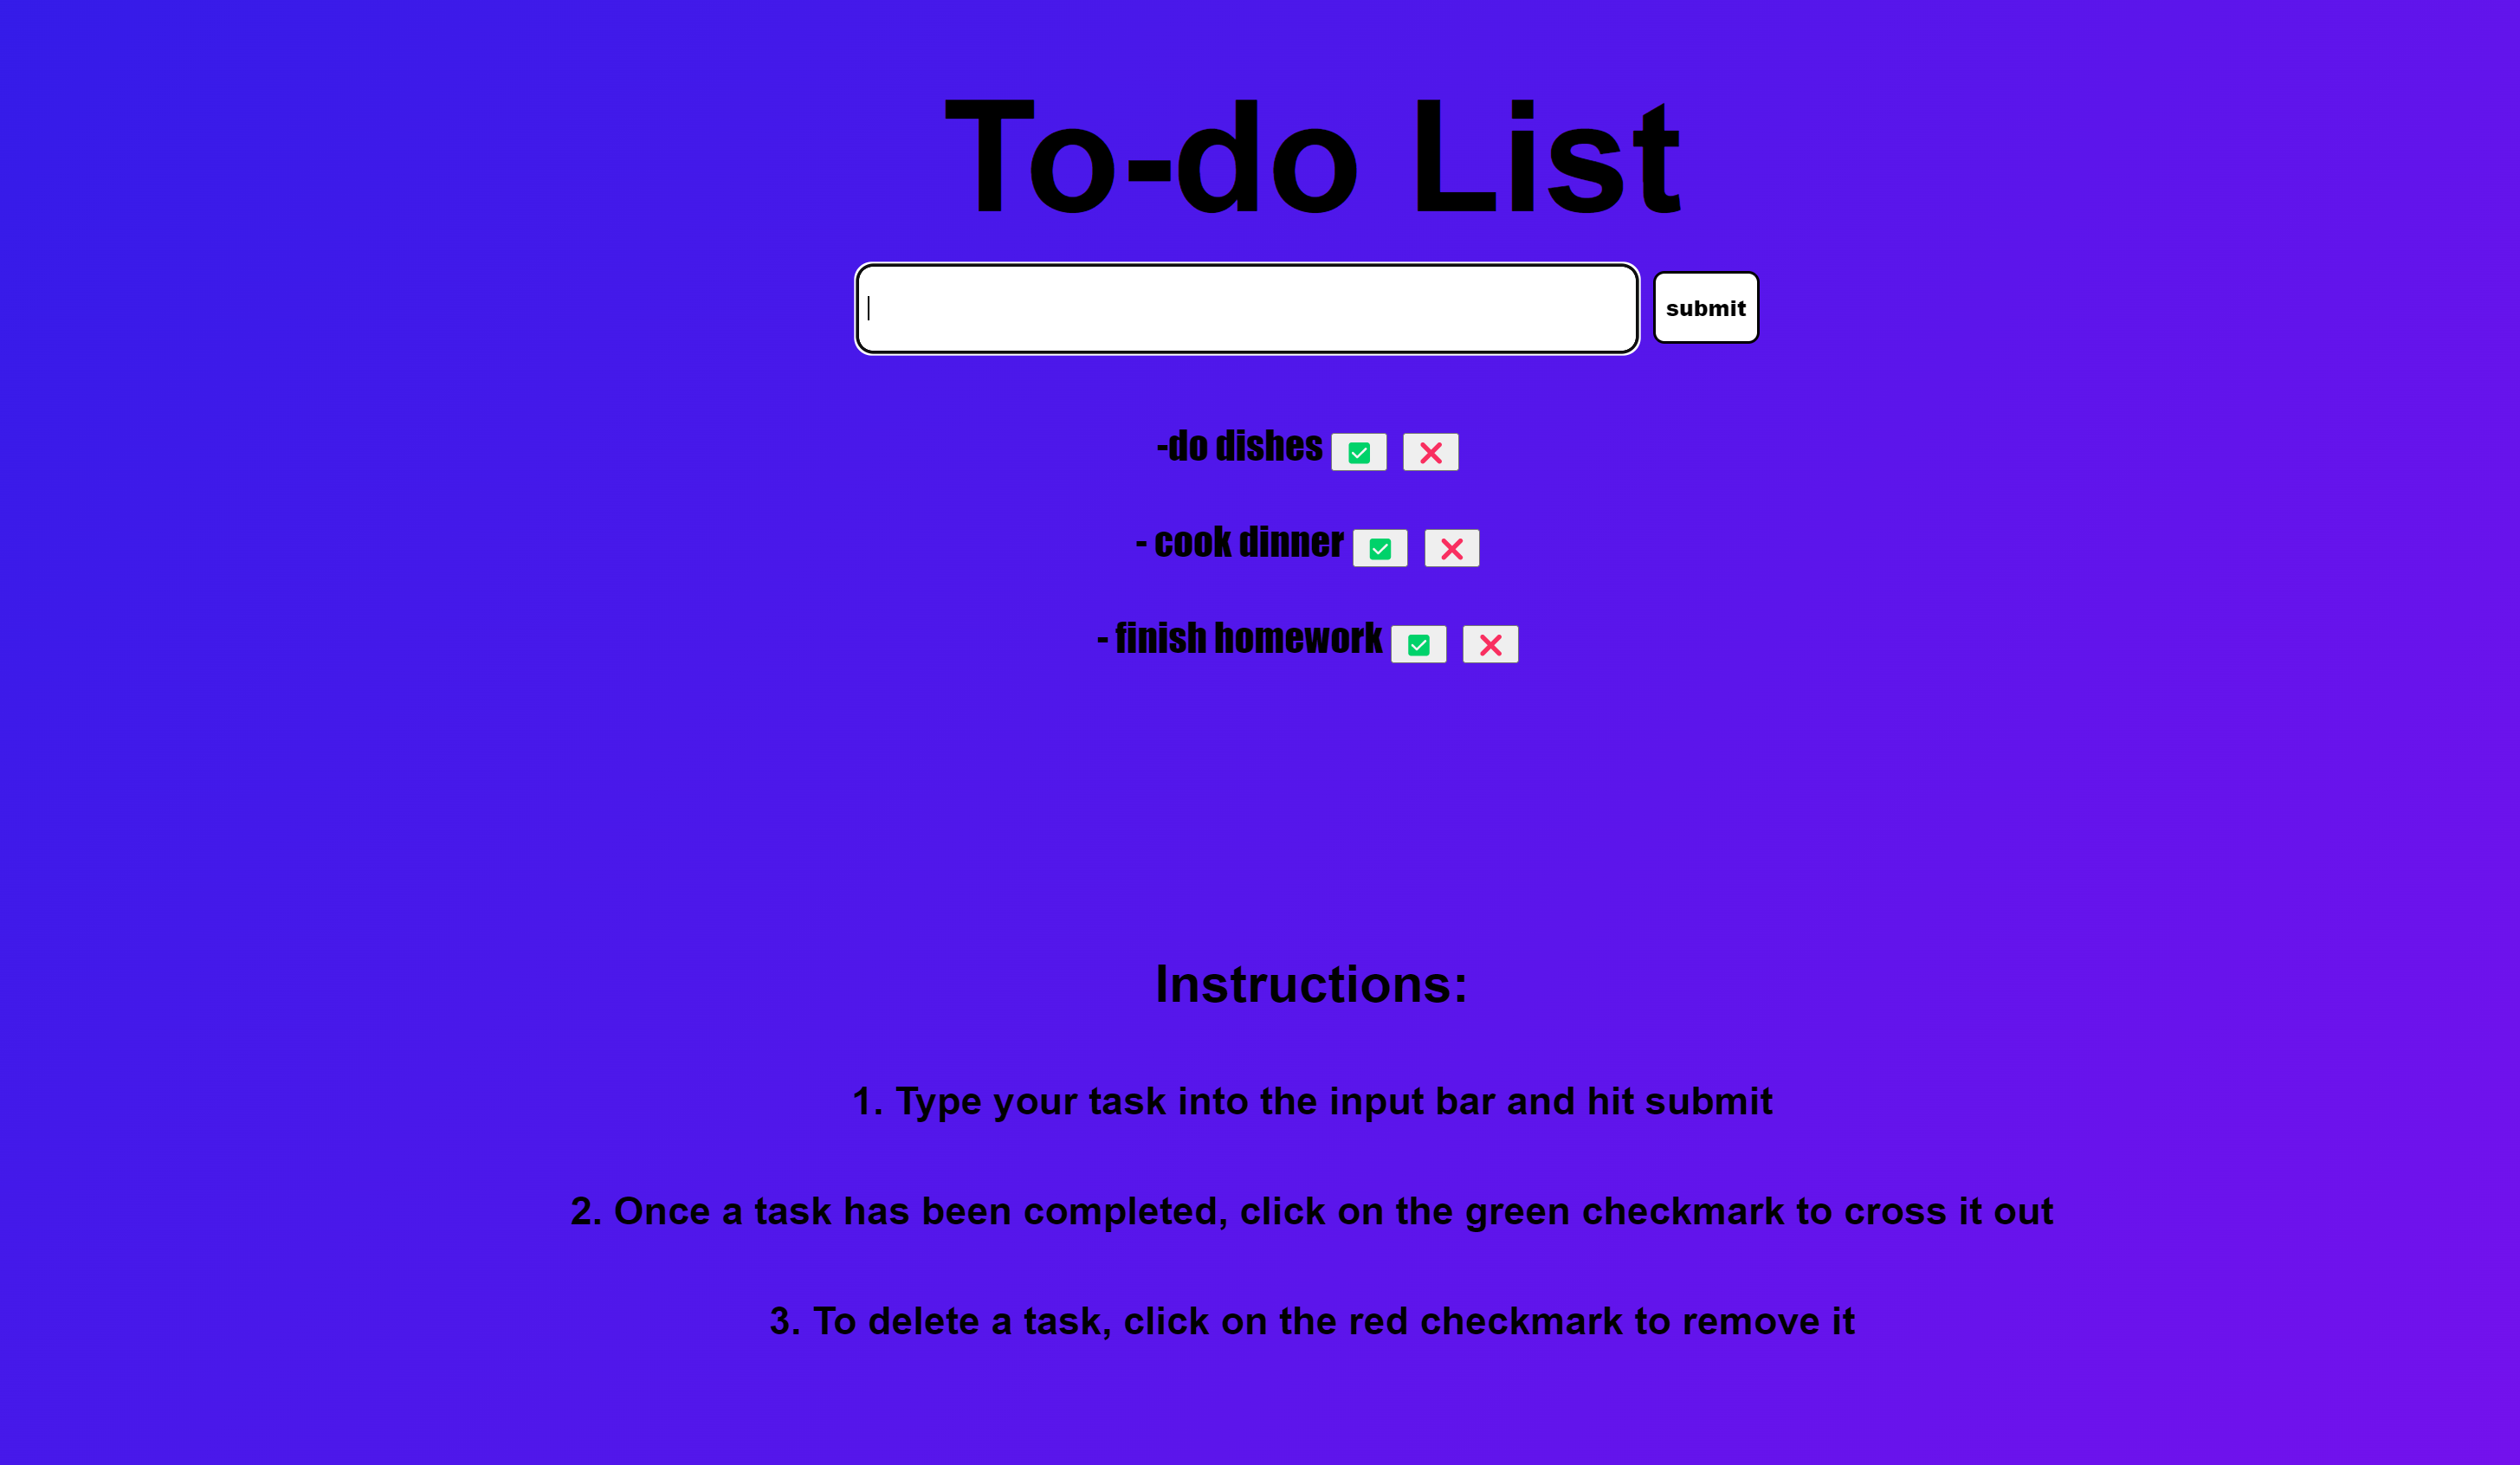 To-do List
submit
-do dishes
- cook dinner
- finish homework
Instructions:
1. Type your task into the input bar and hit submit
2. Once a task has been completed, click on the green checkmark to cross it out
3. To delete a task, click on the red checkmark to remove it